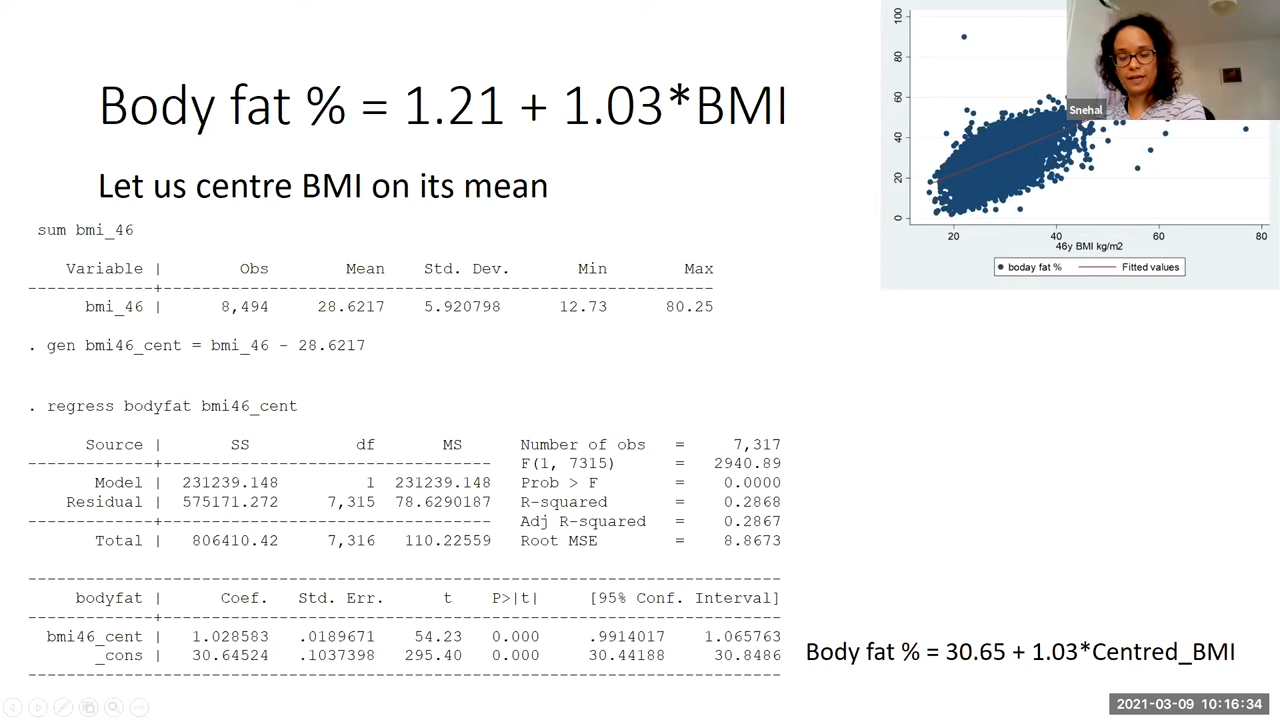 Body fat % = 1.21 + 1.03*BMI
Let us centre BMI on its mean
sum bmi_46
Variable | Obs Mean Std. Dev. Min Max
-------------+---------------------------------------------------------
bmi_46 | 8,494 28.6217 5.920798 12.73 80.25
. gen bmi46_cent = bmi_46 - 28.6217
. regress bodyfat bmi46_cent
Source | SS df MS Number of obs = 7,317
-------------+---------------------------------- F(1, 7315) = 2940.89
Model | 231239.148 1 231239.148 Prob > F = 0.0000
Residual | 575171.272 7,315 78.6290187 R-squared = 0.2868
-------------+---------------------------------- Adj R-squared = 0.2867
Total | 806410.42 7,316 110.22559 Root MSE = 8.8673
------------------------------------------------------------------------------
bodyfat | Coef. Std. Err. t P>|t| [95% Conf. Interval]
-------------+----------------------------------------------------------------
bmi46_cent | 1.028583 .0189671 54.23 0.000 .9914017 1.065763
_cons | 30.64524 .1037398 295.40 0.000 30.44188 30.8486
------------------------------------------------------------------------------
Body fat % = 30.65 + 1.03*Centred_BMI
100
80
60
40
20
0
20 40 60 80
46y BMI kg/m2
boday fat % Fitted values
Snehal
2021-03-09 10:16:34